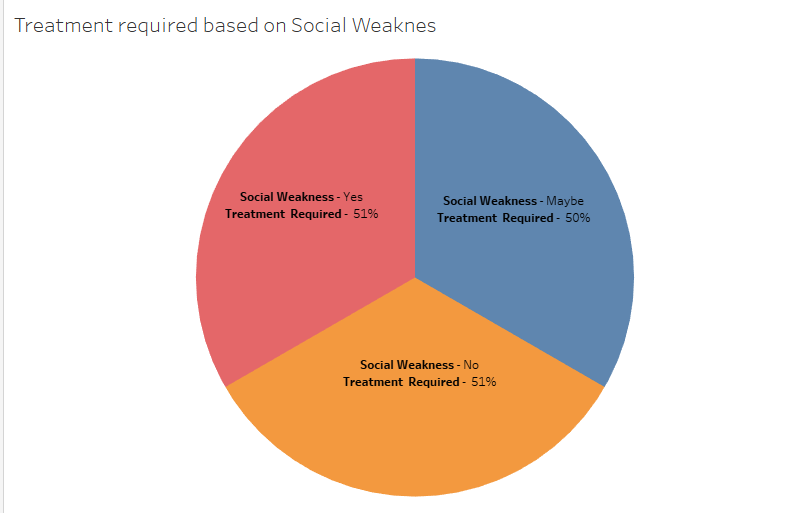 Treatment required based on Social Weaknes
Social Weakness - Yes
Treatment Required - 51%
Social Weakness - Maybe
Treatment Required - 50%
Social Weakness - No
Treatment Required - 51%